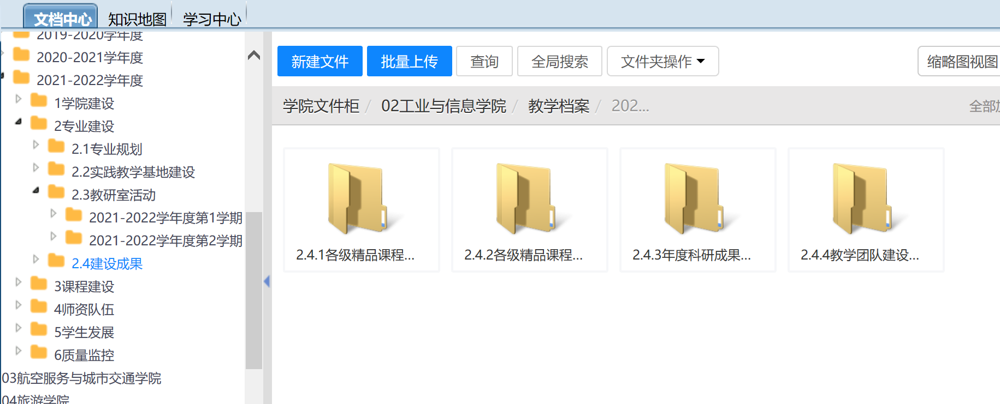 文档中心 知识地图 学习中心
2019-2020学年度
2020-2021学年度
2021-2022学年度
1学院建设
2专业建设
2.1专业规划
2.2实践教学基地建设
2.3教研室活动
2021-2022学年度第1学期
2021-2022学年度第2学期
2.4建设成果
3课程建设
4师资队伍
5学生发展
6质量监控
03航空服务与城市交通学院
04旅游学院
新建文件 批量上传 查询 全局搜索 文件夹操作 缩略图视图
学院文件柜 / 02工业与信息学院 / 教学档案 / 202... 全部加
2.4.1各级精品课程... 2.4.2各级精品课程... 2.4.3年度科研成果... 2.4.4教学团队建设...